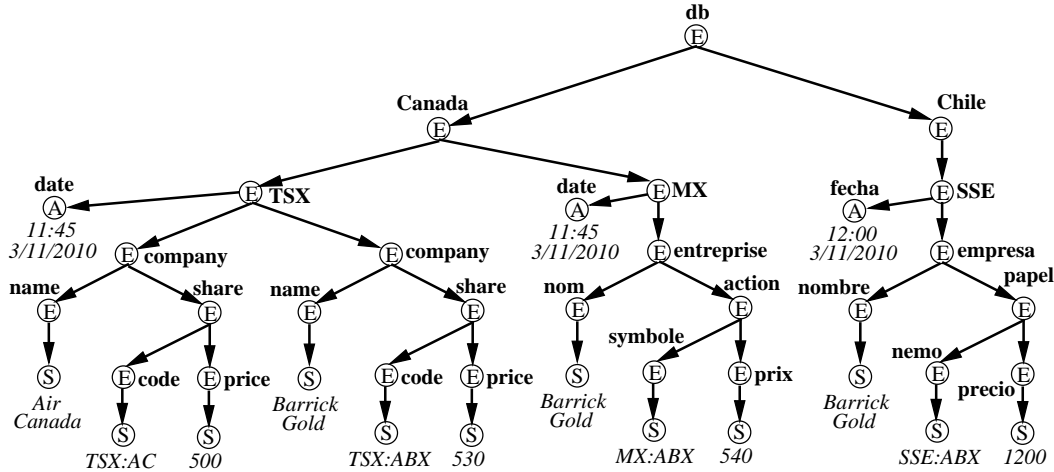 db
E
Canada
Chile
E
E
date
E
TSX
date
E
MX
fecha
E
SSE
A
A
A
11:45
3/11/2010
11:45
3/11/2010
12:00
3/11/2010
E
company
E
company
E
entreprise
E
empresa
name
share
name
share
nom
action
nombre
papel
E
E
E
E
E
E
E
E
symbole
nemo
S
E
code
E
price
S
E
code
E
price
S
E
E
prix
S
E
precio
E
Air
Canada
Barrick
Gold
Barrick
Gold
Barrick
Gold
S
S
S
S
S
S
S
S
TSX:AC
500
TSX:ABX
530
MX:ABX
540
SSE:ABX
1200